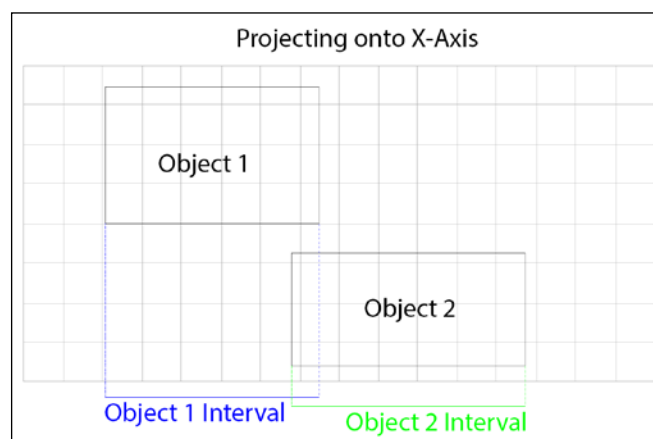 Projecting onto X-Axis
Object 1
Object 2
Object 1 Interval
Object 2 Interval